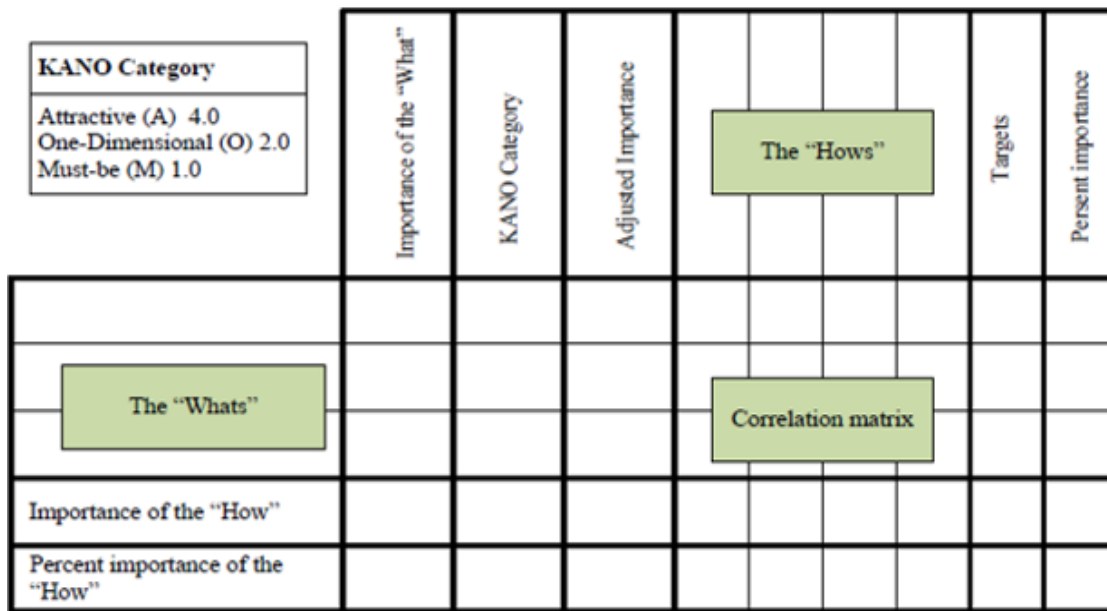 KANO Category
Attractive (A) 4.0
One-Dimensional (O) 2.0
Must-be (M) 1.0
Importance of the “What”
KANO Category
Adjusted Importance
The “Hows”
Targets
Persent importance
The “Whats”
Correlation matrix
Importance of the “How”
Percent importance of the
“How”